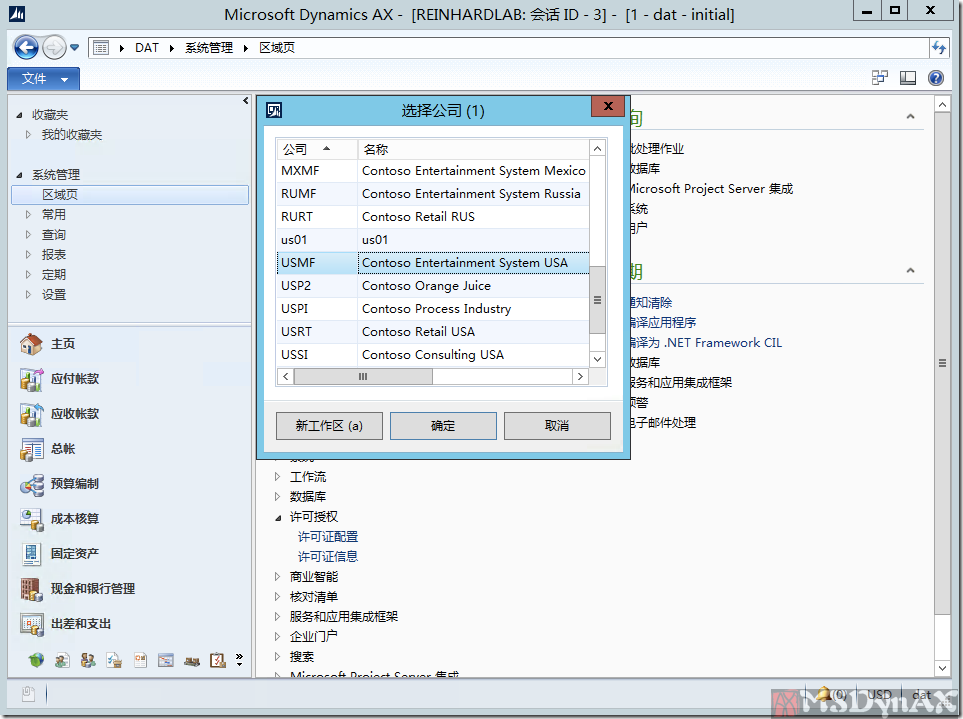 Microsoft Dynamics AX - [REINHARDLAB: 会话 ID - 3] - [1 - dat - initial]
DAT 系统管理 区域页
文件
收藏夹
我的收藏夹
系统管理
区域页
常用
查询
报表
定期
设置
主页
应付帐款
应收帐款
总帐
预算编制
成本核算
固定资产
现金和银行管理
出差和支出
选择公司 (1)
公司 名称
MXMF Contoso Entertainment System Mexico
RUMF Contoso Entertainment System Russia
RURT Contoso Retail RUS
us01 us01
USMF Contoso Entertainment System USA
USP2 Contoso Orange Juice
USPI Contoso Process Industry
USRT Contoso Retail USA
USSI Contoso Consulting USA
新工作区 (a) 确定 取消
批处理作业
数据库
Microsoft Project Server 集成
系统
用户
期
通知清除
编译应用程序
编译为 .NET Framework CIL
数据库
服务和应用集成框架
预警
电子邮件处理
工作流
数据库
许可授权
许可证配置
许可证信息
商业智能
核对清单
服务和应用集成框架
企业门户
搜索
Microsoft Project Server 集成
(0) USD dat
MSDynAX